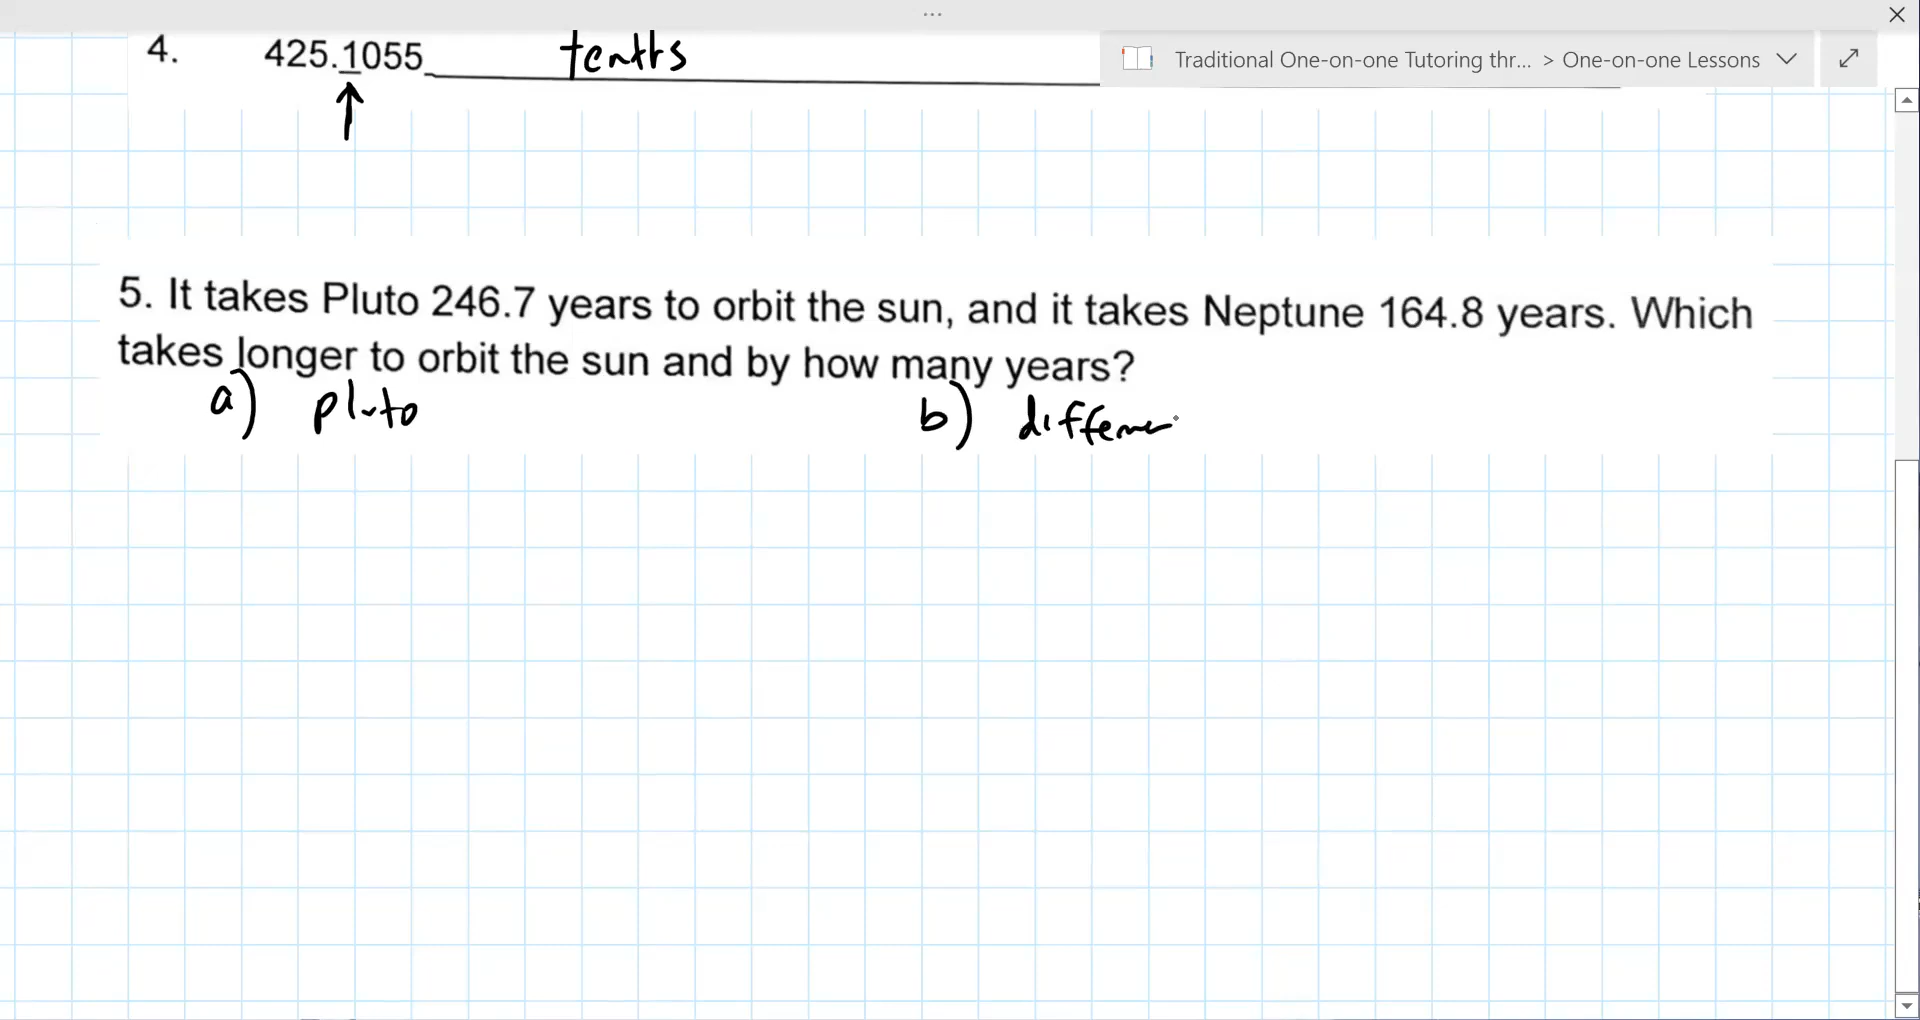 ...
4. 425.1055 tenths
Traditional One-on-one Tutoring thr... > One-on-one Lessons
5. It takes Pluto 246.7 years to orbit the sun, and it takes Neptune 164.8 years. Which
takes longer to orbit the sun and by how many years?
a) pluto b)